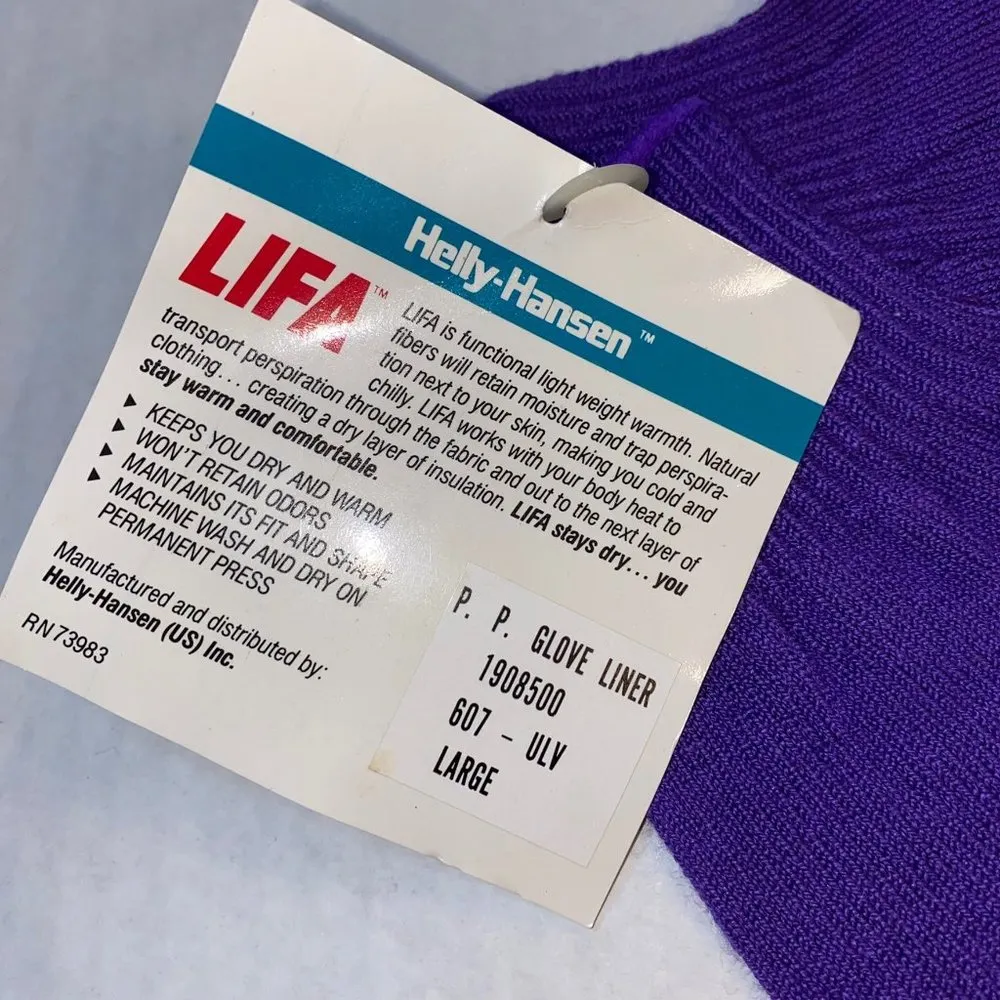 Helly-Hansen™
LIFA™
LIFA is functional light weight warmth. Natural
fibers will retain moisture and trap perspira-
tion next to your skin, making you cold and
chilly. LIFA works with your body heat to
transport perspiration through the fabric and out to the next layer of
clothing... creating a dry layer of insulation. LIFA stays dry... you
stay warm and comfortable.
▶ KEEPS YOU DRY AND WARM
▶ WON'T RETAIN ODORS
▶ MAINTAINS ITS FIT AND SHAPE
▶ MACHINE WASH AND DRY ON
PERMANENT PRESS
Manufactured and distributed by:
Helly-Hansen (US) Inc.
RN 73983
P. P. GLOVE LINER
1908500
607 - ULV
LARGE